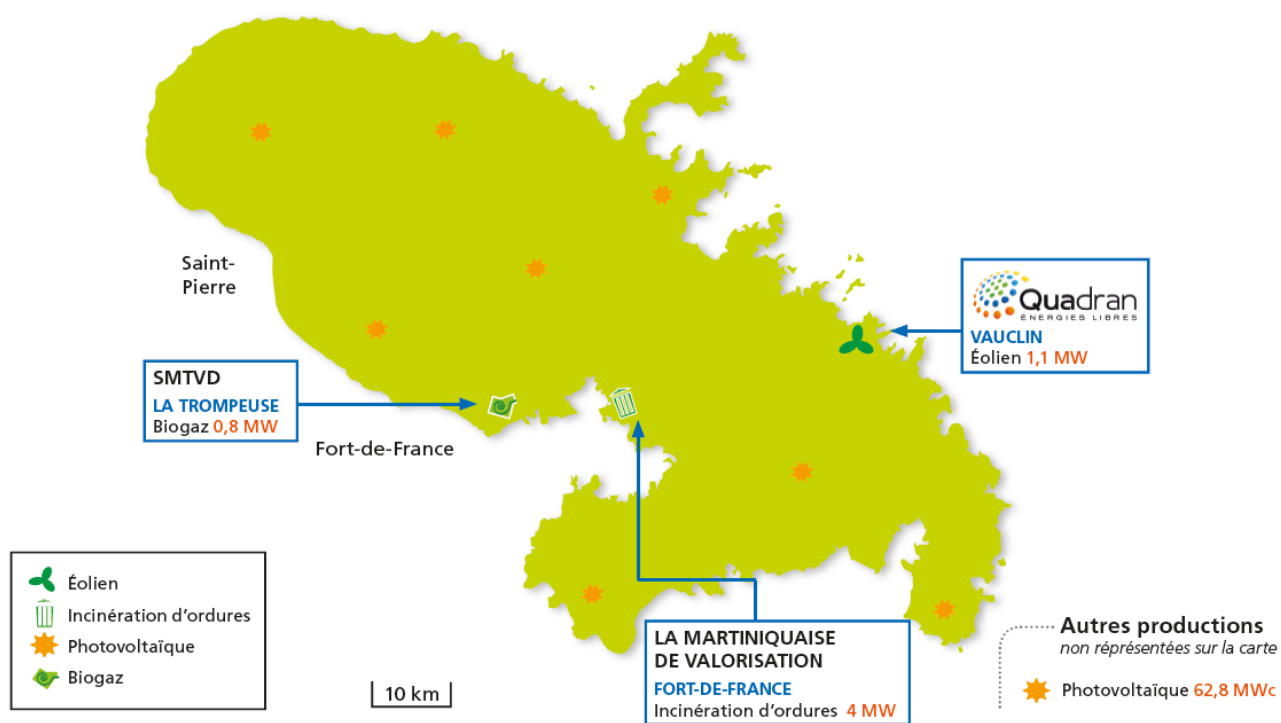 Saint-
Pierre
Quadran
ÉNERGIES LIBRES
VAUCLIN
Éolien 1,1 MW
SMTVD
LA TROMPEUSE
Biogaz 0,8 MW
Fort-de-France
Éolien
Incinération d'ordures
Photovoltaïque
Biogaz
10 km
LA MARTINIQUAISE
DE VALORISATION
FORT-DE-FRANCE
Incinération d'ordures 4 MW
Autres productions
non réprésentées sur la carte
Photovoltaïque 62,8 MWc